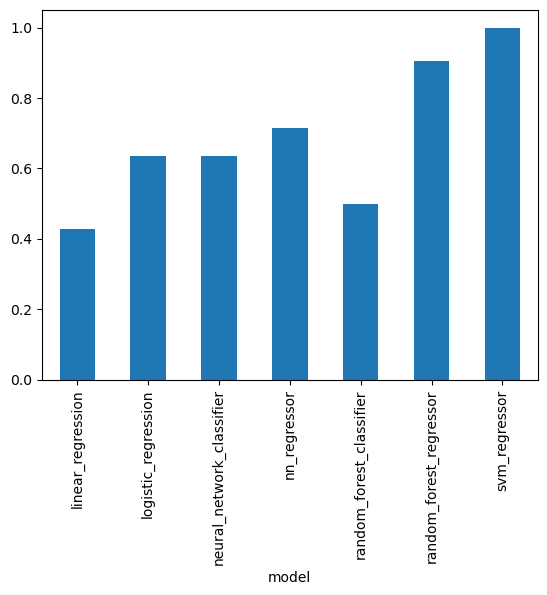 1.0
0.8
0.6
0.4
0.2
0.0
linear_regression
logistic_regression
neural_network_classifier
nn_regressor
random_forest_classifier
random_forest_regressor
svm_regressor
model